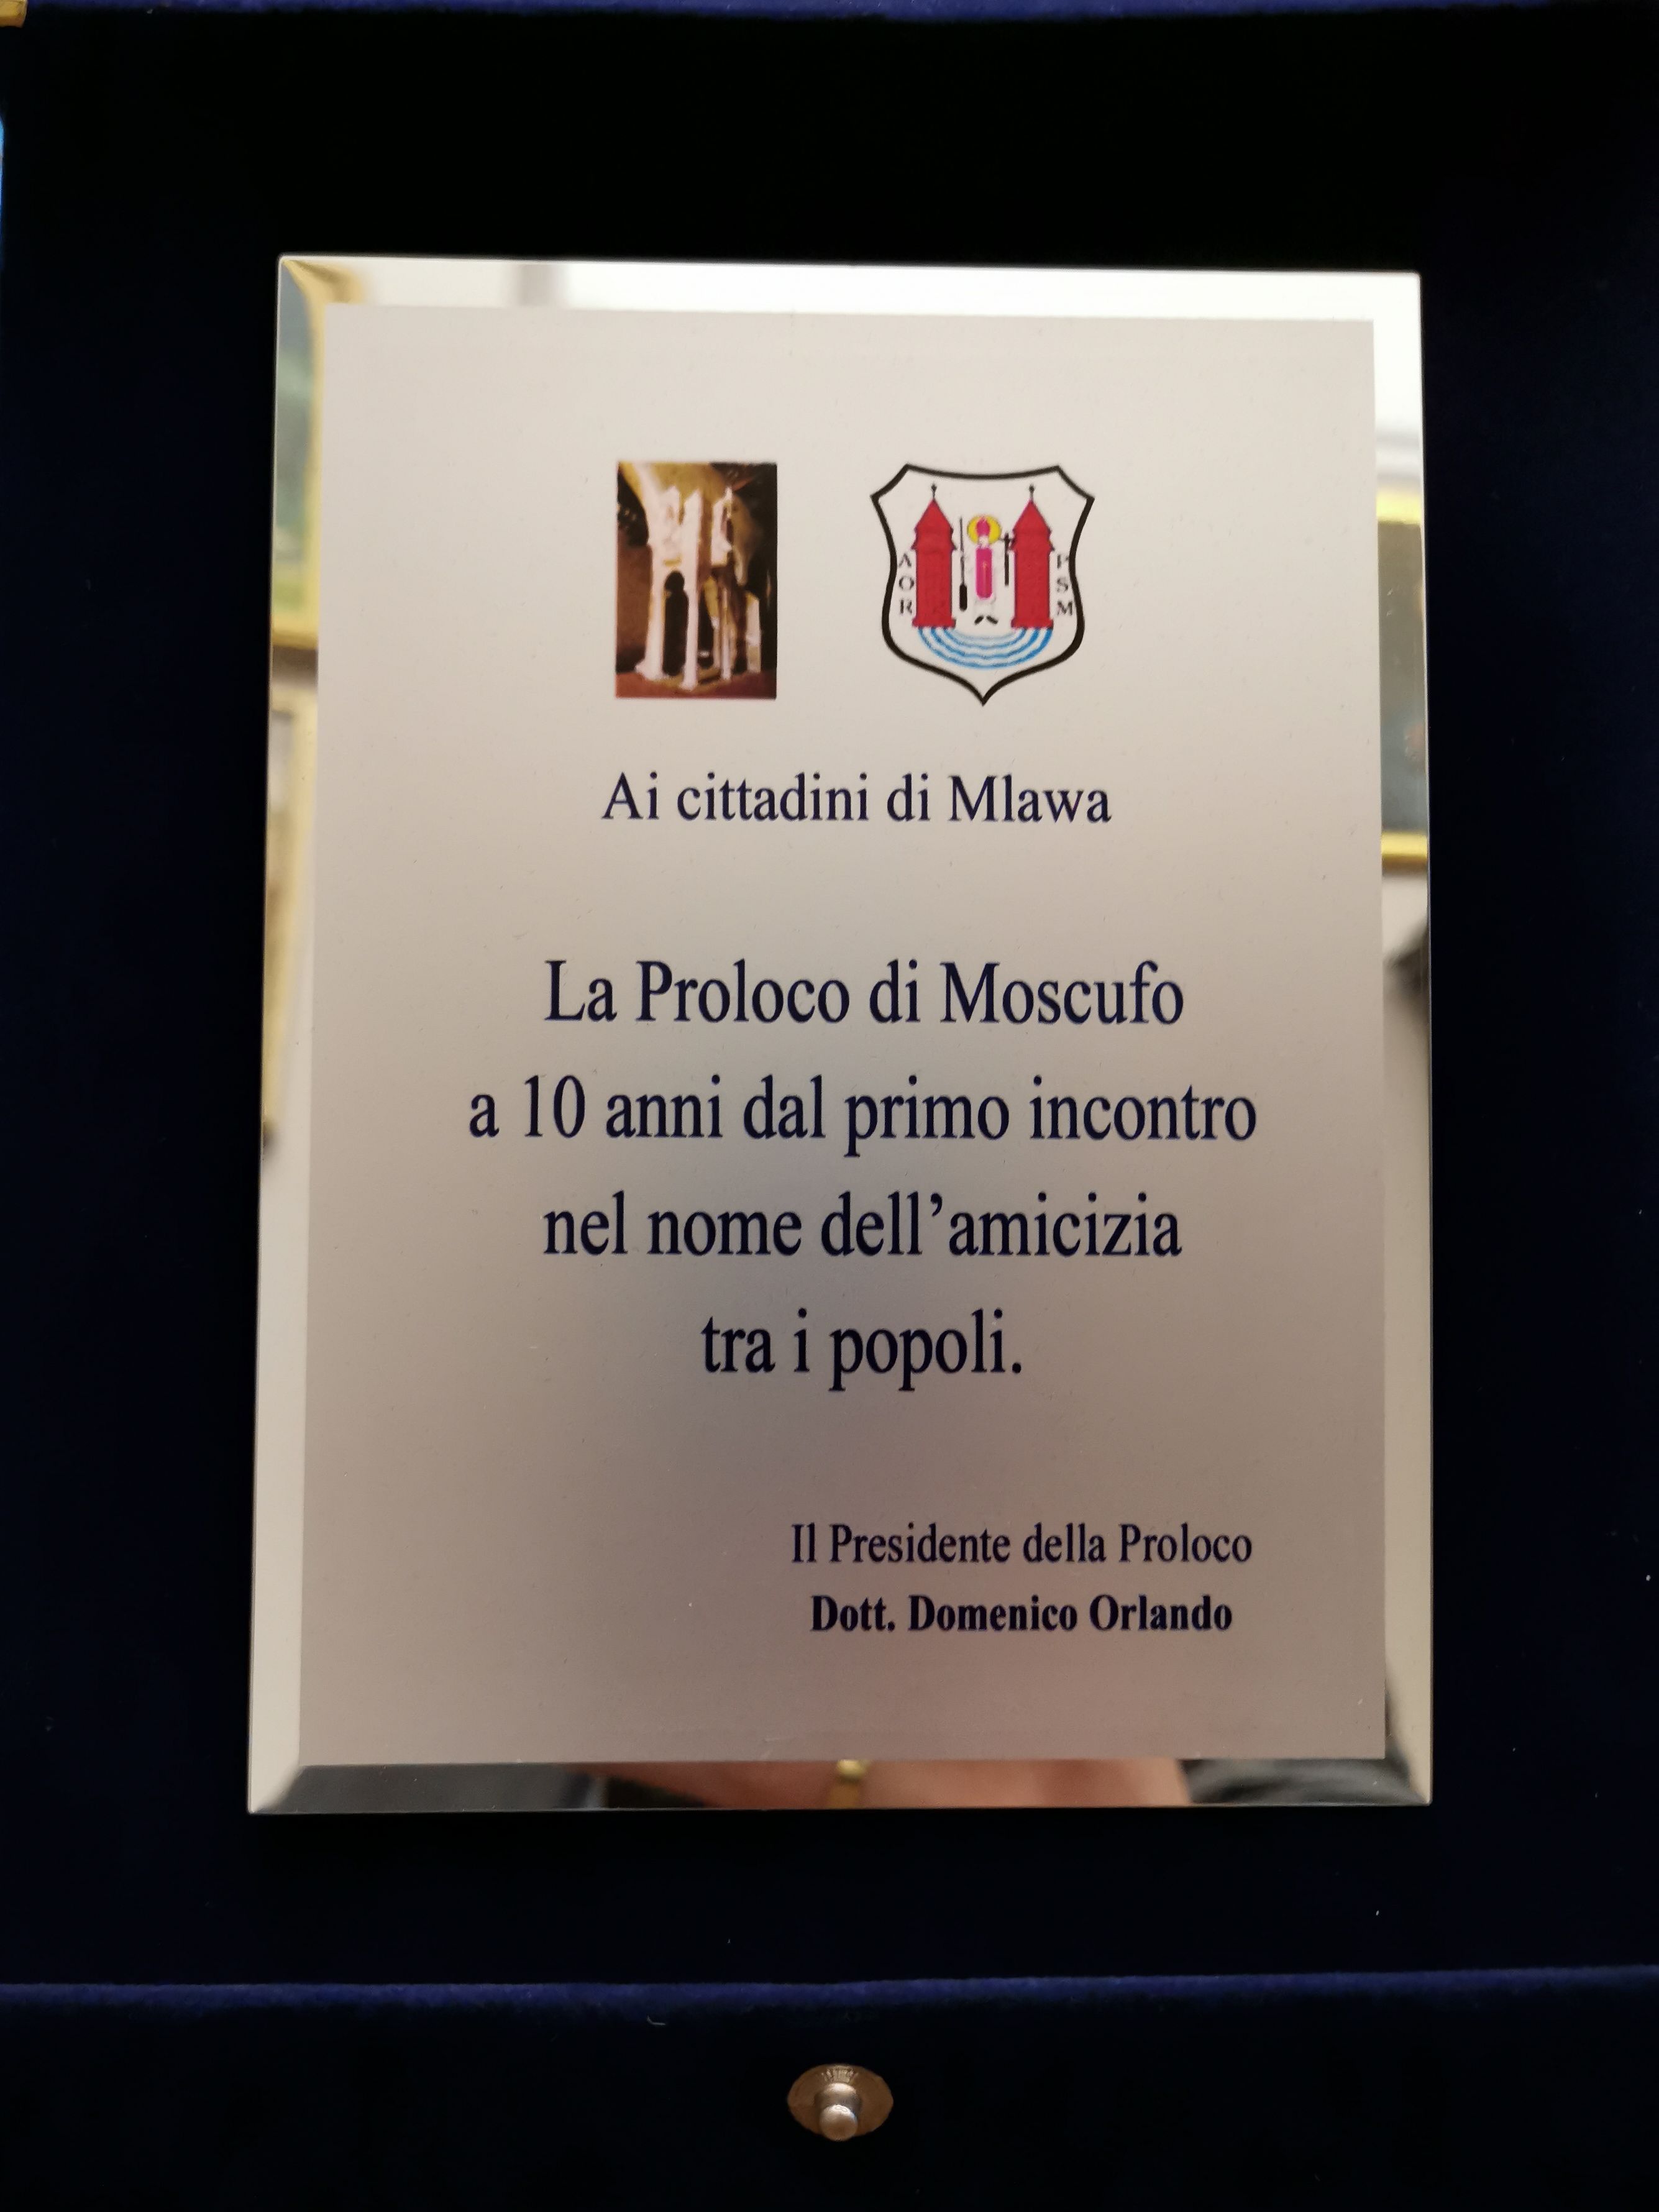 A
O
R
P
S
M
Ai cittadini di Mlawa
La Proloco di Moscufo
a 10 anni dal primo incontro
nel nome dell’amicizia
tra i popoli.
Il Presidente della Proloco
Dott. Domenico Orlando